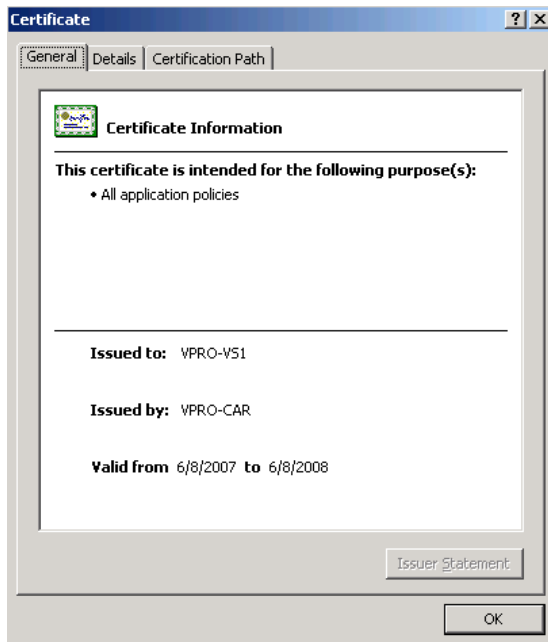 Certificate
General
Details
Certification Path
Certificate Information
This certificate is intended for the following purpose(s):
• All application policies
Issued to: VPRO-VS1
Issued by: VPRO-CAR
Valid from 6/8/2007 to 6/8/2008
Issuer Statement
OK